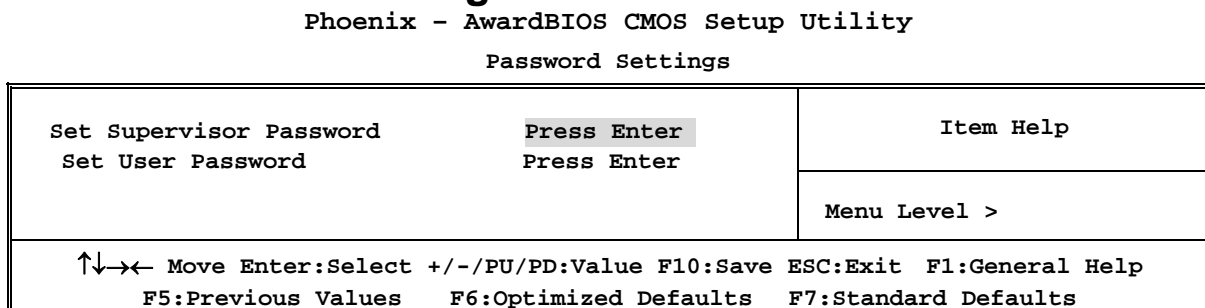 Phoenix – AwardBIOS CMOS Setup Utility
Password Settings
Set Supervisor Password Press Enter
Set User Password Press Enter
Item Help
Menu Level >
↑↓→← Move Enter:Select +/-/PU/PD:Value F10:Save ESC:Exit F1:General Help
F5:Previous Values F6:Optimized Defaults F7:Standard Defaults